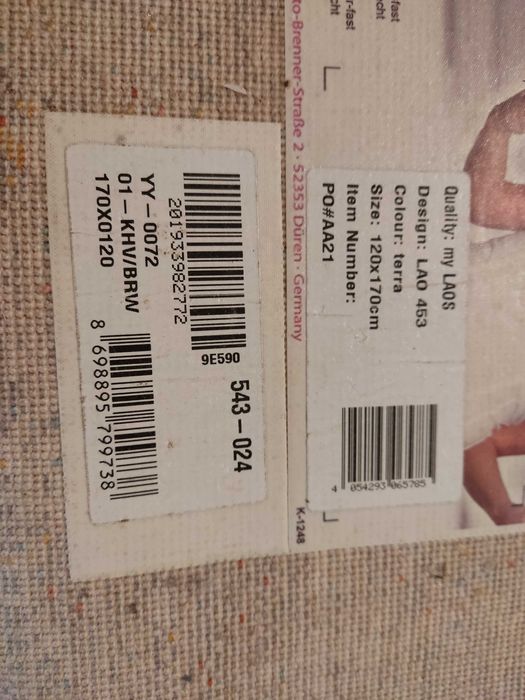 fast
cht
r-fast
cht
Quality: my LAOS
Design: LAO 453
Colour: terra
Size: 120x170cm
Item Number:
PO#AA21
4 054293 065785
to-Brenner-Straße 2 · 52353 Düren · Germany
K-1248
543-024
9E590
201933982772
YY-0072
01-KHV/BRW
170X0120
8 698895 799738